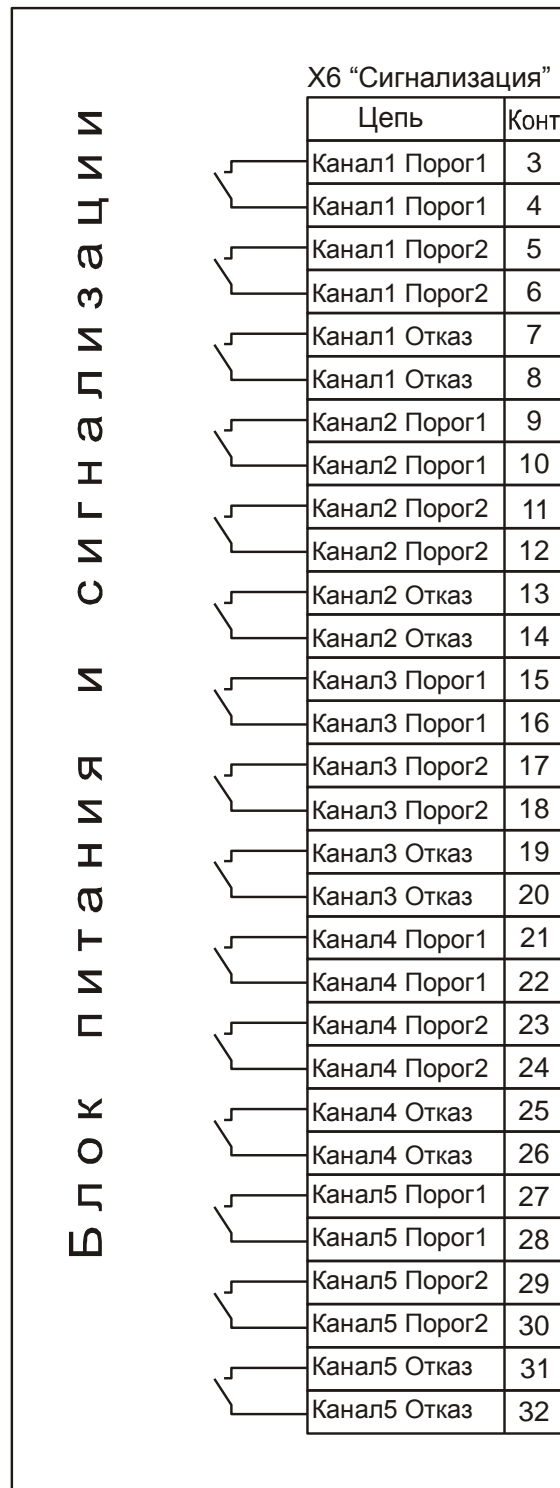 Блок питания и сигнализации
X6 “Сигнализация”
Цепь Конт
Канал1 Порог1 3
Канал1 Порог1 4
Канал1 Порог2 5
Канал1 Порог2 6
Канал1 Отказ 7
Канал1 Отказ 8
Канал2 Порог1 9
Канал2 Порог1 10
Канал2 Порог2 11
Канал2 Порог2 12
Канал2 Отказ 13
Канал2 Отказ 14
Канал3 Порог1 15
Канал3 Порог1 16
Канал3 Порог2 17
Канал3 Порог2 18
Канал3 Отказ 19
Канал3 Отказ 20
Канал4 Порог1 21
Канал4 Порог1 22
Канал4 Порог2 23
Канал4 Порог2 24
Канал4 Отказ 25
Канал4 Отказ 26
Канал5 Порог1 27
Канал5 Порог1 28
Канал5 Порог2 29
Канал5 Порог2 30
Канал5 Отказ 31
Канал5 Отказ 32